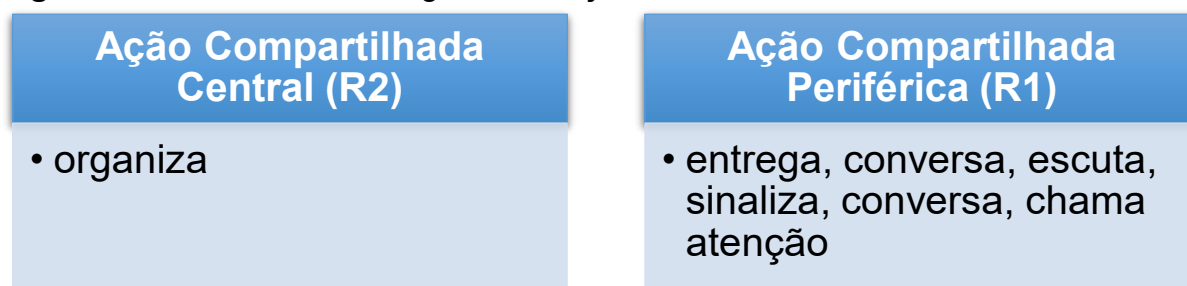 Ação Compartilhada
Central (R2)
• organiza
Ação Compartilhada
Periférica (R1)
• entrega, conversa, escuta,
sinaliza, conversa, chama
atenção